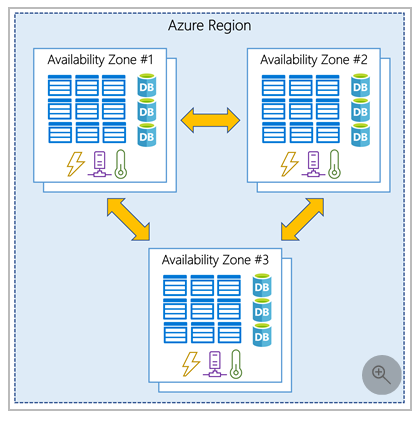 Azure Region
Availability Zone #1
DB
DB
DB
Availability Zone #2
DB
DB
DB
Availability Zone #3
DB
DB
DB